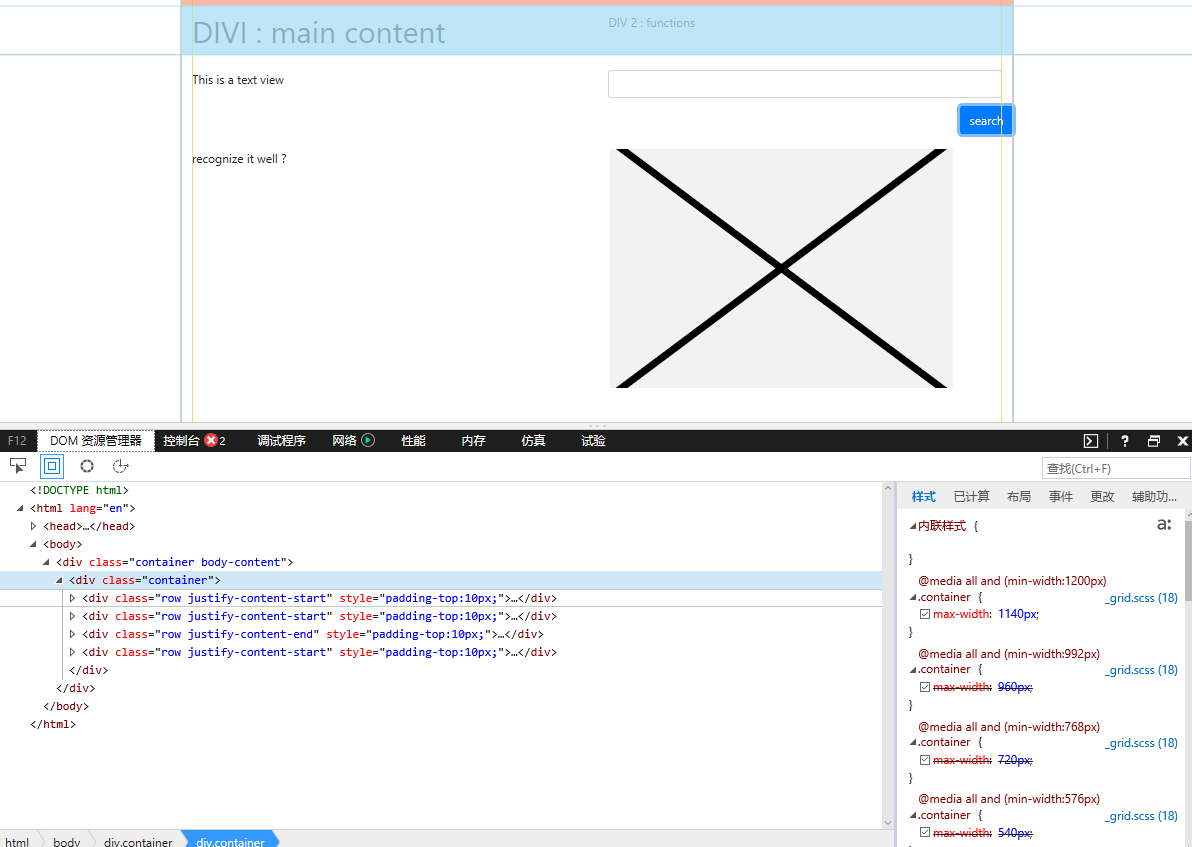 DIVI : main content
DIV 2 : functions
This is a text view
search
recognize it well ?
F12 DOM 资源管理器 控制台 2 调试程序 网络 性能 内存 仿真 试验 ?
查找(Ctrl+F)
<!DOCTYPE html>
<html lang="en">
<head>…</head>
<body>
<div class="container body-content">
<div class="container">
<div class="row justify-content-start" style="padding-top:10px;">…</div>
<div class="row justify-content-start" style="padding-top:10px;">…</div>
<div class="row justify-content-end" style="padding-top:10px;">…</div>
<div class="row justify-content-start" style="padding-top:10px;">…</div>
</div>
</div>
</body>
</html>
html body div.container div.container
样式 已计算 布局 事件 更改 辅助功...
内联样式 { a:
}
@media all and (min-width:1200px)
.container { _grid.scss (18)
max-width: 1140px;
}
@media all and (min-width:992px)
.container { _grid.scss (18)
max-width: 960px;
}
@media all and (min-width:768px)
.container { _grid.scss (18)
max-width: 720px;
}
@media all and (min-width:576px)
.container { _grid.scss (18)
max-width: 540px;